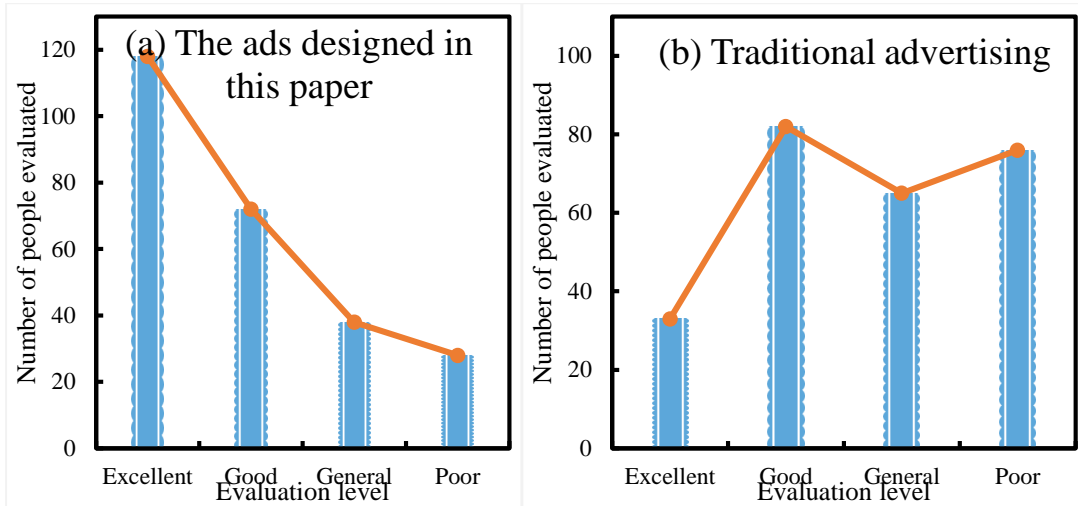 (a) The ads designed in
this paper
Number of people evaluated
120
100
80
60
40
20
0
Excellent Good General Poor
Evaluation level
(b) Traditional advertising
Number of people evaluated
100
80
60
40
20
0
Excellent Good General Poor
Evaluation level